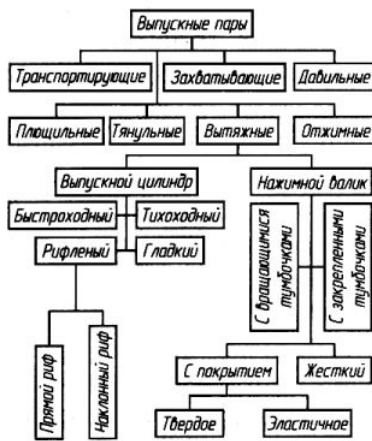 Выпускные пары
Транспортирующие
Захватывающие
Давильные
Плющильные
Тянульные
Вытяжные
Отжимные
Выпускной цилиндр
Нажимной валик
Быстроходный
Тихоходный
Рифленый
Гладкий
С вращающимися
тумбочками
С закрепленными
тумбочками
Прямой риф
Наклонный риф
С покрытием
Жесткий
Твердое
Эластичное